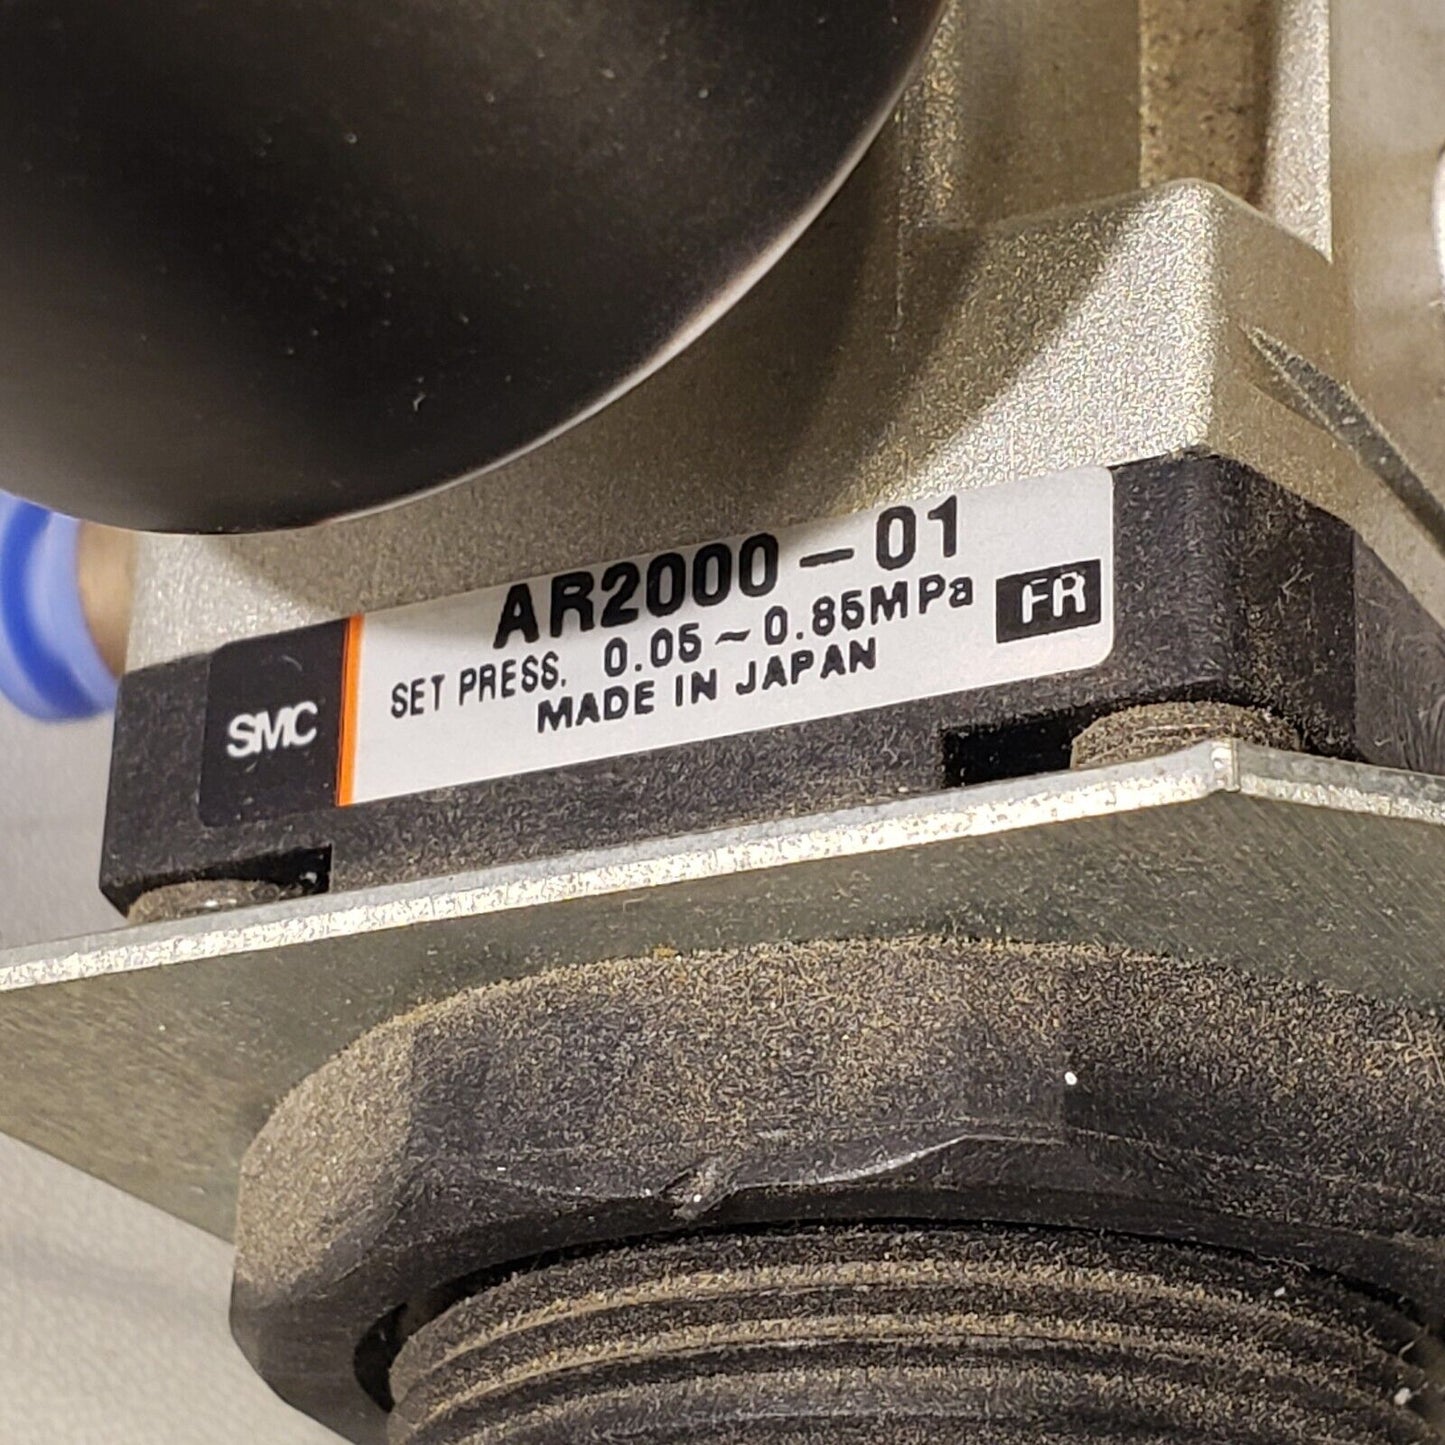 AR2000-01
SET PRESS. 0.05~0.85MPa FR
MADE IN JAPAN
SMC